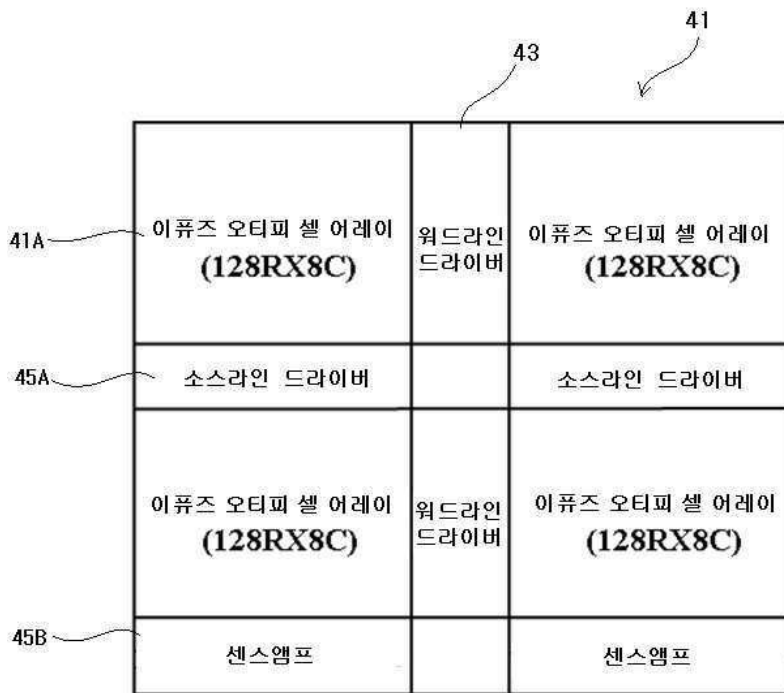 43
41
41A
이퓨즈 오티피 셀 어레이
(128RX8C)
워드라인
드라이버
이퓨즈 오티피 셀 어레이
(128RX8C)
45A
소스라인 드라이버
소스라인 드라이버
이퓨즈 오티피 셀 어레이
(128RX8C)
워드라인
드라이버
이퓨즈 오티피 셀 어레이
(128RX8C)
45B
센스앰프
센스앰프